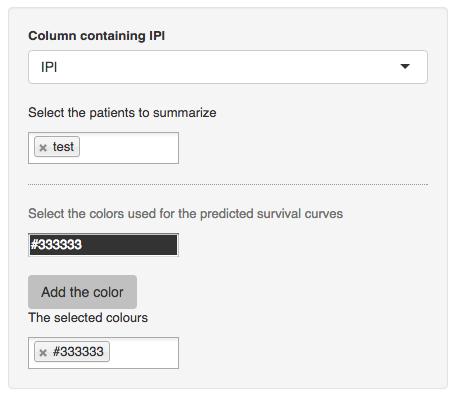 Column containing IPI
IPI
Select the patients to summarize
× test
Select the colors used for the predicted survival curves
#333333
Add the color
The selected colours
× #333333